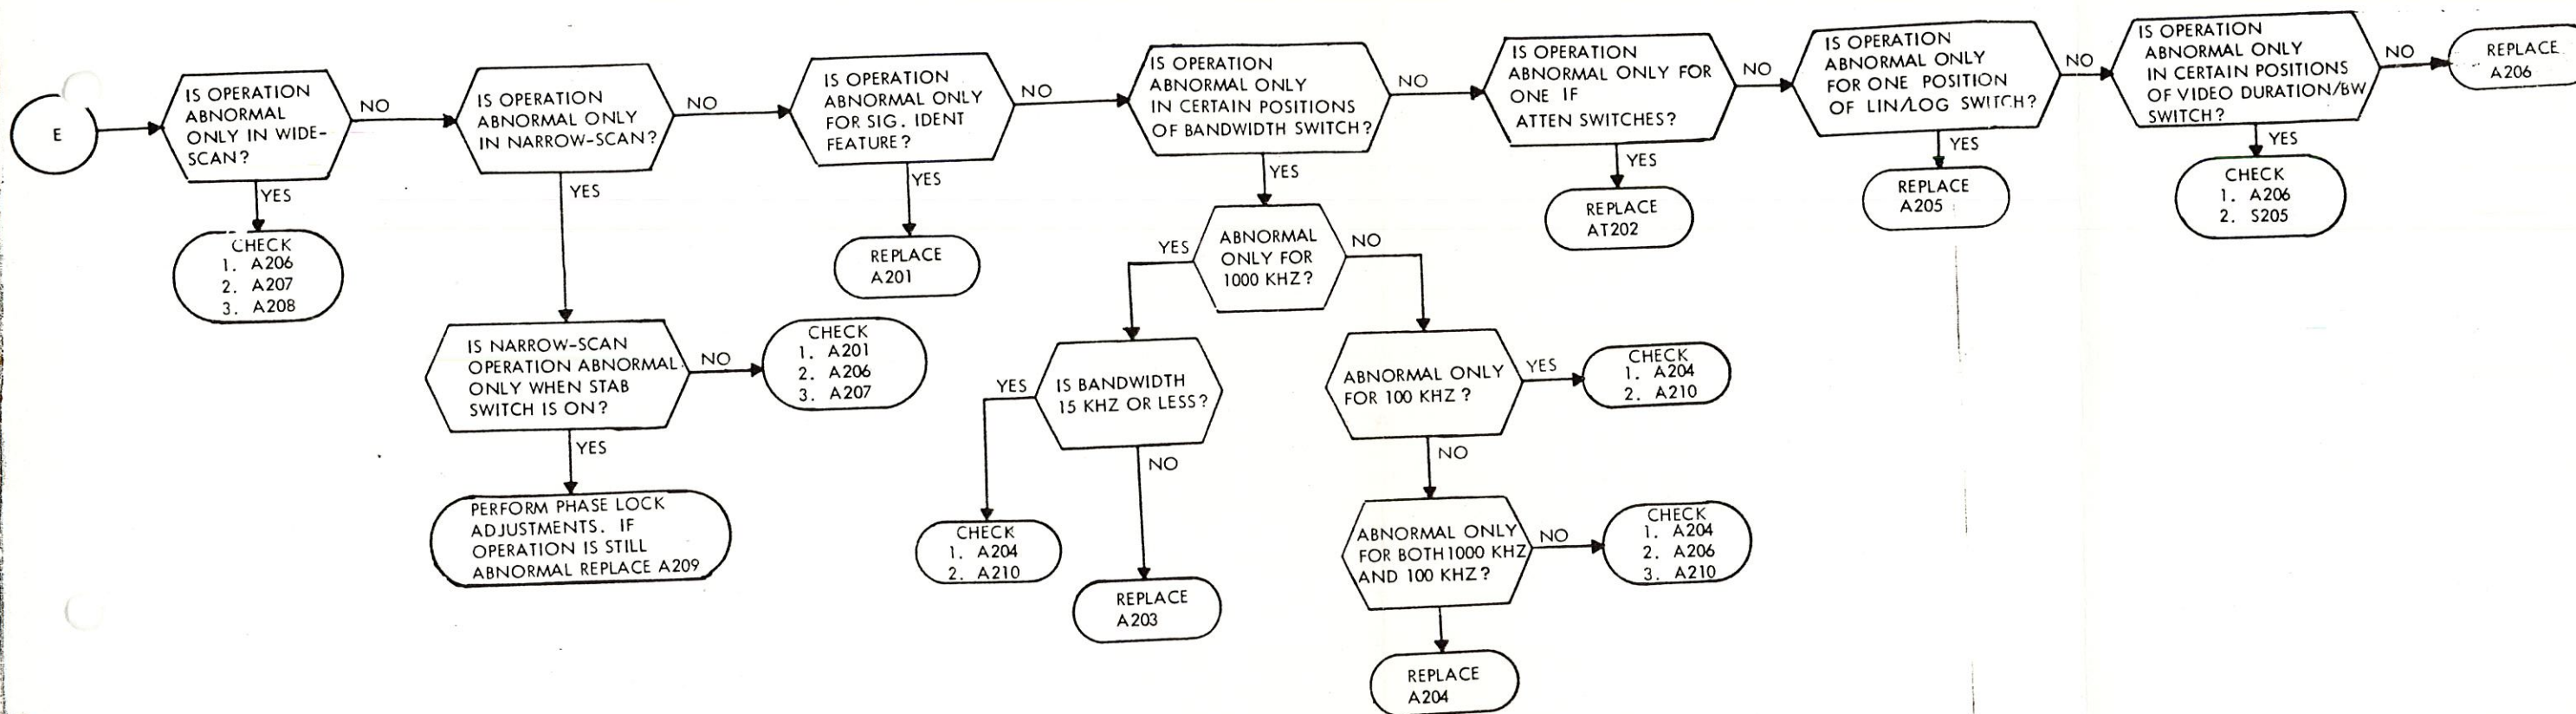 E
IS OPERATION
ABNORMAL
ONLY IN WIDE-
SCAN?
NO
YES
CHECK
1. A206
2. A207
3. A208
IS OPERATION
ABNORMAL ONLY
IN NARROW-SCAN?
NO
YES
IS NARROW-SCAN
OPERATION ABNORMAL
ONLY WHEN STAB
SWITCH IS ON?
NO
CHECK
1. A201
2. A206
3. A207
YES
PERFORM PHASE LOCK
ADJUSTMENTS. IF
OPERATION IS STILL
ABNORMAL REPLACE A209
IS OPERATION
ABNORMAL ONLY
FOR SIG. IDENT
FEATURE?
NO
YES
REPLACE
A201
IS OPERATION
ABNORMAL ONLY
IN CERTAIN POSITIONS
OF BANDWIDTH SWITCH?
NO
YES
ABNORMAL
ONLY FOR
1000 KHZ?
YES
NO
IS BANDWIDTH
15 KHZ OR LESS?
YES
CHECK
1. A204
2. A210
NO
REPLACE
A203
ABNORMAL ONLY
FOR 100 KHZ?
YES
CHECK
1. A204
2. A210
NO
ABNORMAL ONLY
FOR BOTH 1000 KHZ
AND 100 KHZ?
NO
CHECK
1. A204
2. A206
3. A210
REPLACE
A204
IS OPERATION
ABNORMAL ONLY FOR
ONE IF
ATTEN SWITCHES?
NO
YES
REPLACE
AT202
IS OPERATION
ABNORMAL ONLY
FOR ONE POSITION
OF LIN/LOG SWITCH?
NO
YES
REPLACE
A205
IS OPERATION
ABNORMAL ONLY
IN CERTAIN POSITIONS
OF VIDEO DURATION/BW
SWITCH?
NO
YES
CHECK
1. A206
2. S205
REPLACE
A206